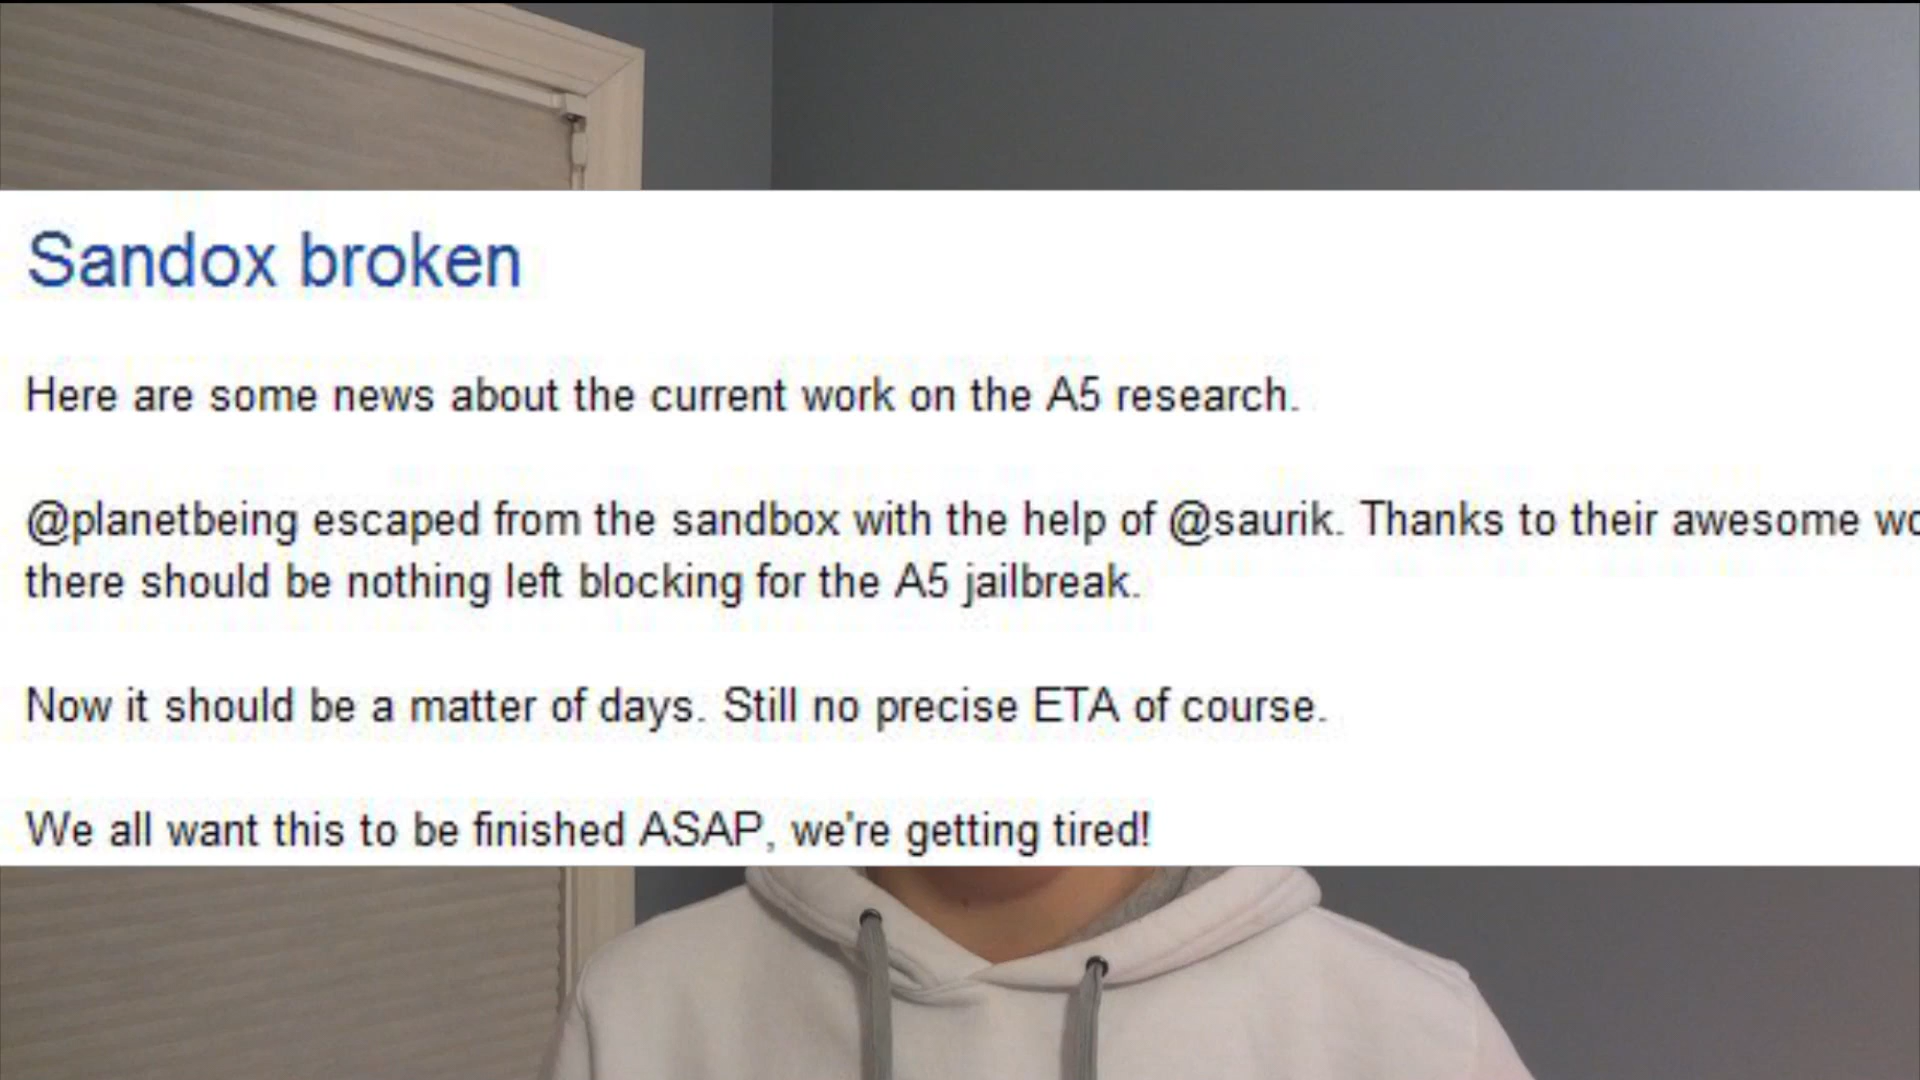 Sandox broken
Here are some news about the current work on the A5 research.
@planetbeing escaped from the sandbox with the help of @saurik. Thanks to their awesome
there should be nothing left blocking for the A5 jailbreak.
Now it should be a matter of days. Still no precise ETA of course.
We all want this to be finished ASAP, we're getting tired!